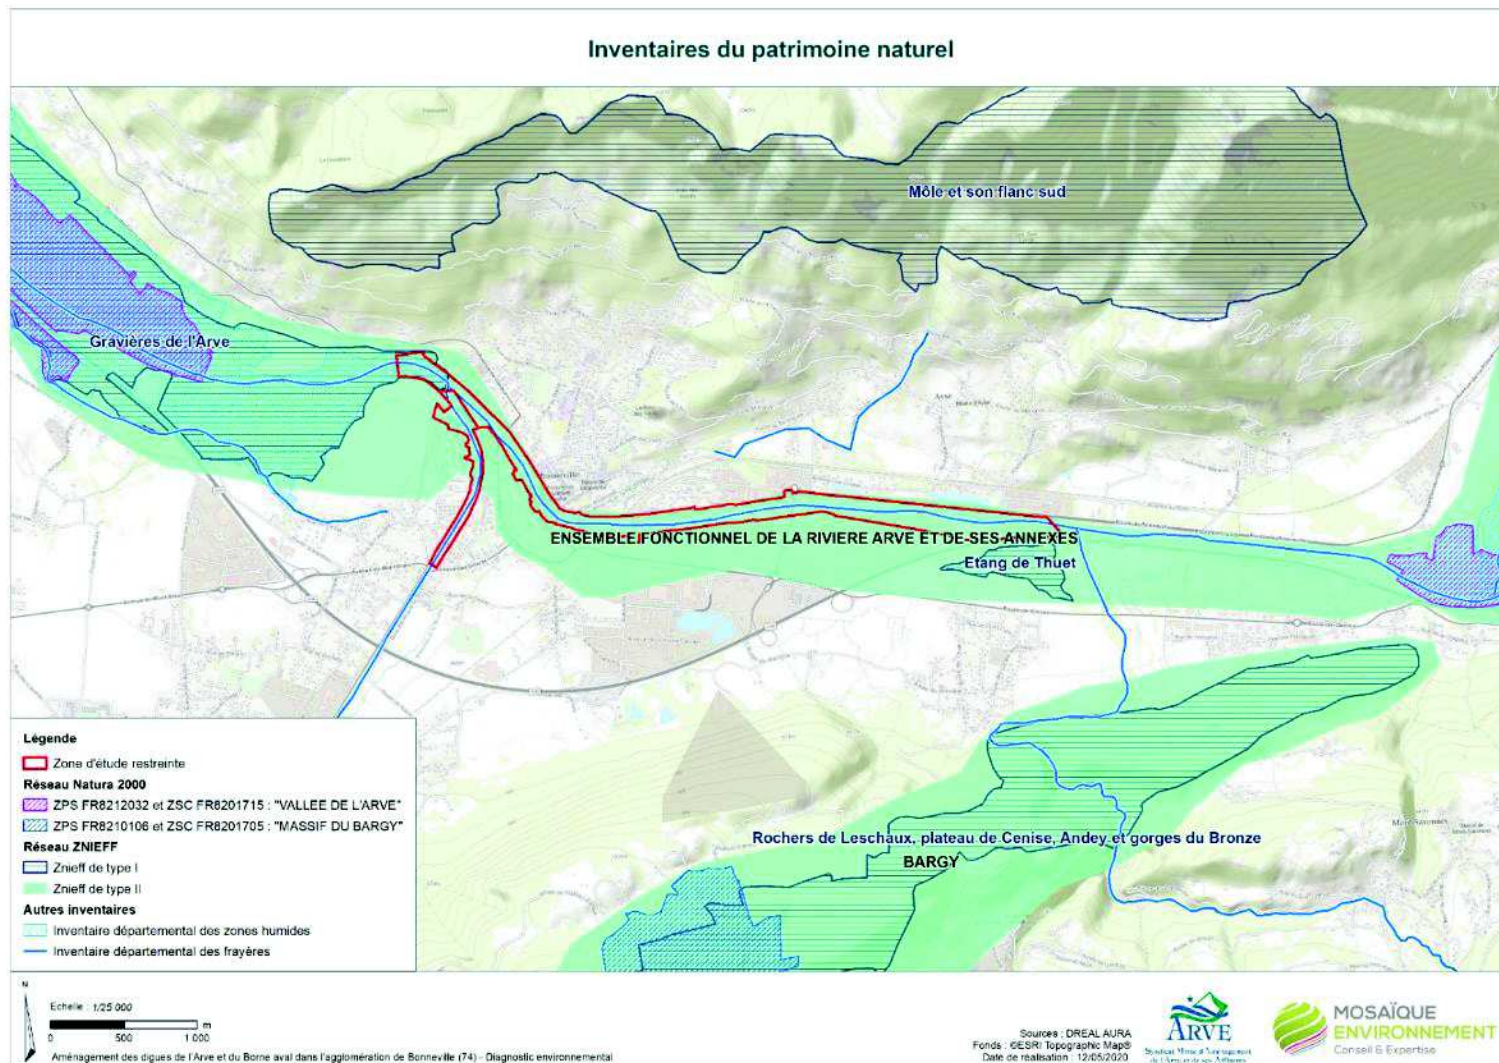 Inventaires du patrimoine naturel
Môle et son flanc sud
Gravières de l'Arve
ENSEMBLE FONCTIONNEL DE LA RIVIERE ARVE ET DE SES ANNEXES
Etang de Thuet
Rochers de Leschaux, plateau de Cenise, Andey et gorges du Bronze
BARGY
Légende
Zone d'étude restreinte
Réseau Natura 2000
ZPS FR8212032 et ZSC FR8201715 : "VALLEE DE L'ARVE"
ZPS FR8210106 et ZSC FR8201705 : "MASSIF DU BARGY"
Réseau ZNIEFF
Znieff de type I
Znieff de type II
Autres inventaires
Inventaire départemental des zones humides
Inventaire départemental des frayères
N
Echelle : 1/25 000
m
0 500 1 000
Aménagement des digues de l'Arve et du Borne aval dans l'agglomération de Bonneville (74) - Diagnostic environnemental
Sources : DREAL AURA
Fonds : ©ESRI Topographic Map®
Date de réalisation : 12/05/2020
ARVE
MOSAÏQUE
ENVIRONNEMENT
Conseil & Expertise